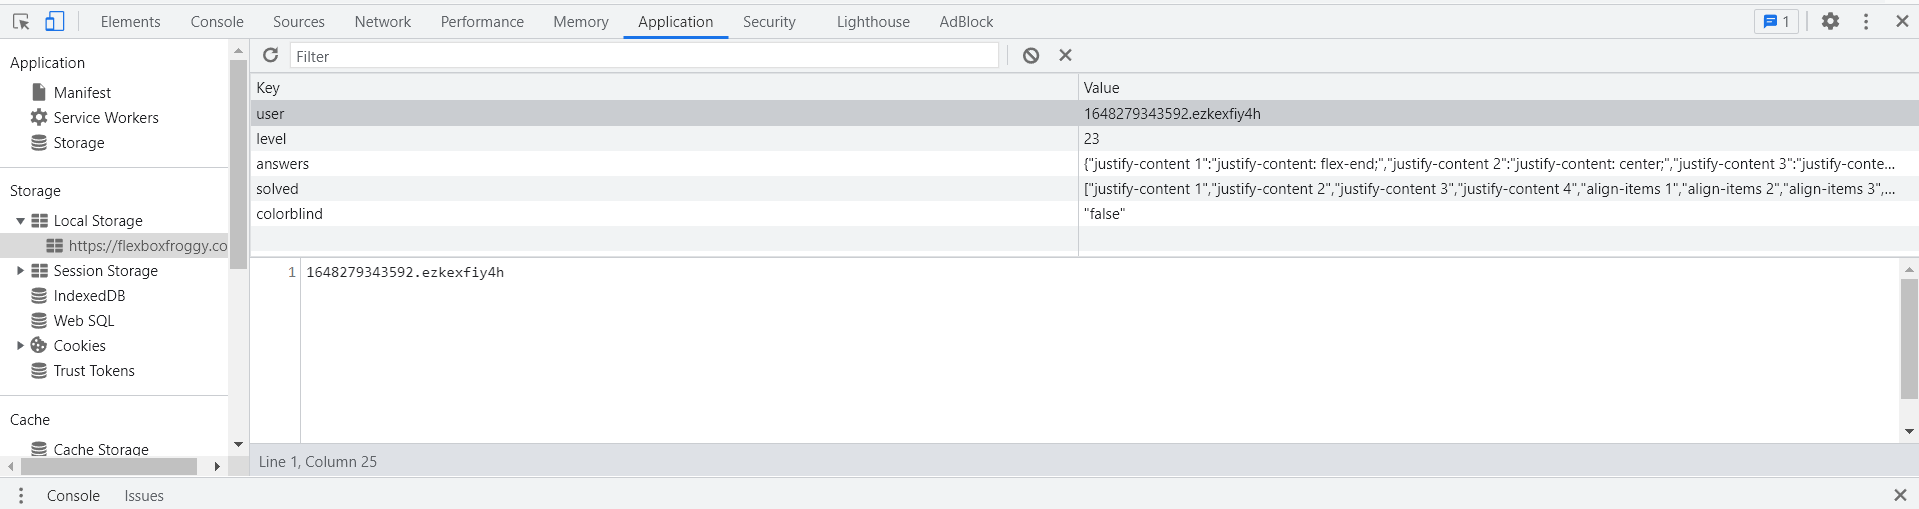 Elements Console Sources Network Performance Memory Application Security Lighthouse AdBlock 1
Application
Manifest
Service Workers
Storage
Storage
Local Storage
https://flexboxfroggy.co
Session Storage
IndexedDB
Web SQL
Cookies
Trust Tokens
Cache
Cache Storage
Filter
Key Value
user 1648279343592.ezkexfiy4h
level 23
answers {"justify-content 1":"justify-content: flex-end;","justify-content 2":"justify-content: center;","justify-content 3":"justify-conte...
solved ["justify-content 1","justify-content 2","justify-content 3","justify-content 4","align-items 1","align-items 2","align-items 3",...
colorblind "false"
1 1648279343592.ezkexfiy4h
Line 1, Column 25
Console Issues